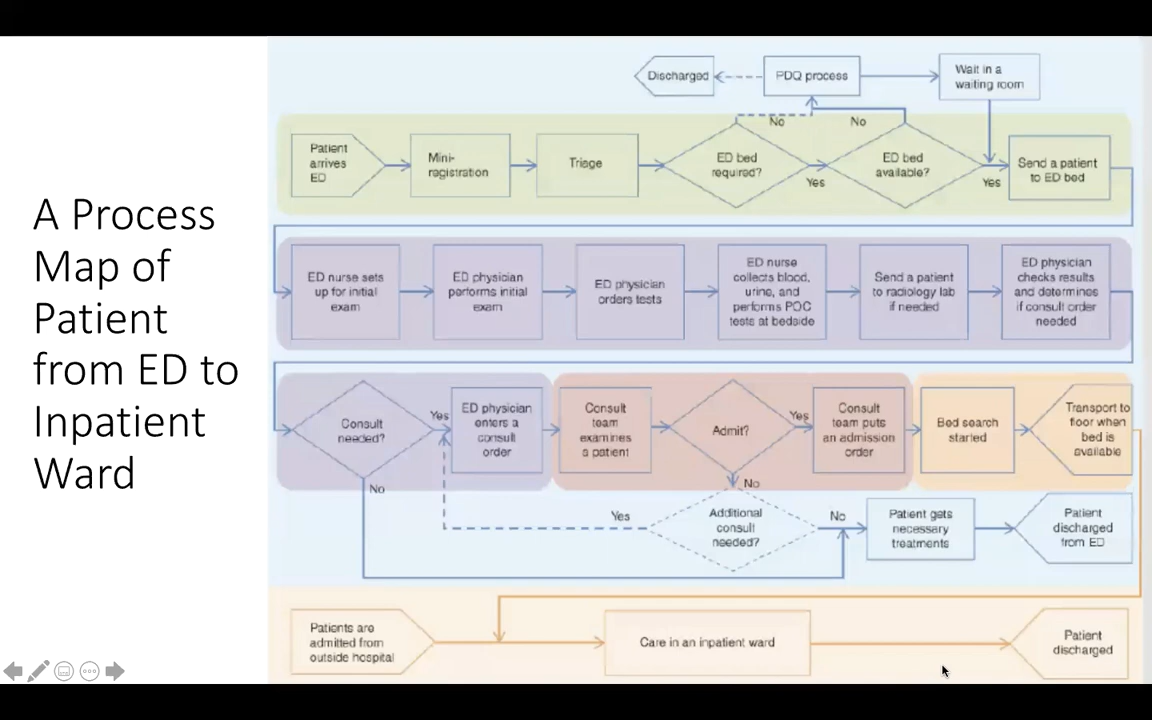 A Process
Map of
Patient
from ED to
Inpatient
Ward
Discharged
PDQ process
Wait in a
waiting room
No
No
Patient
arrives
ED
Mini-
registration
Triage
ED bed
required?
Yes
ED bed
available?
Yes
Send a patient
to ED bed
ED nurse sets
up for initial
exam
ED physician
performs initial
exam
ED physician
orders tests
ED nurse
collects blood,
urine, and
performs POC
tests at bedside
Send a patient
to radiology lab
if needed
ED physician
checks results
and determines
if consult order
needed
Consult
needed?
Yes
No
ED physician
enters a
consult
order
Consult
team
examines
a patient
Admit?
Yes
No
Consult
team puts
an admission
order
Bed search
started
Transport to
floor when
bed is
available
Yes
Additional
consult
needed?
No
Patient gets
necessary
treatments
Patient
discharged
from ED
Patients are
admitted from
outside hospital
Care in an inpatient ward
Patient
discharged